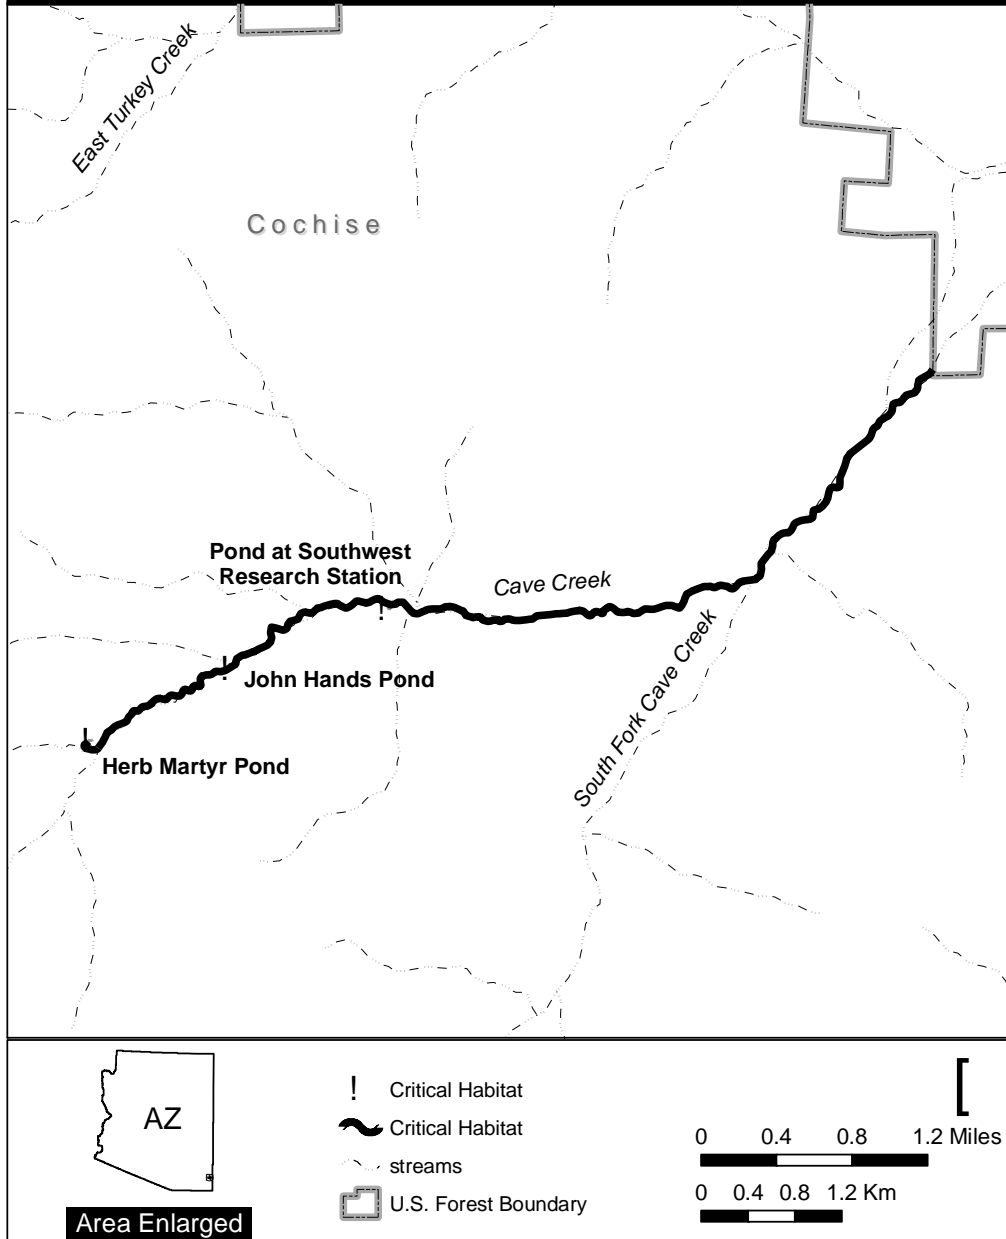 East Turkey Creek
Cochise
Pond at Southwest
Research Station
Cave Creek
!
John Hands Pond
!
South Fork Cave Creek
!
Herb Martyr Pond
AZ
Area Enlarged
! Critical Habitat
Critical Habitat
streams
U.S. Forest Boundary
[
0 0.4 0.8 1.2 Miles
0 0.4 0.8 1.2 Km